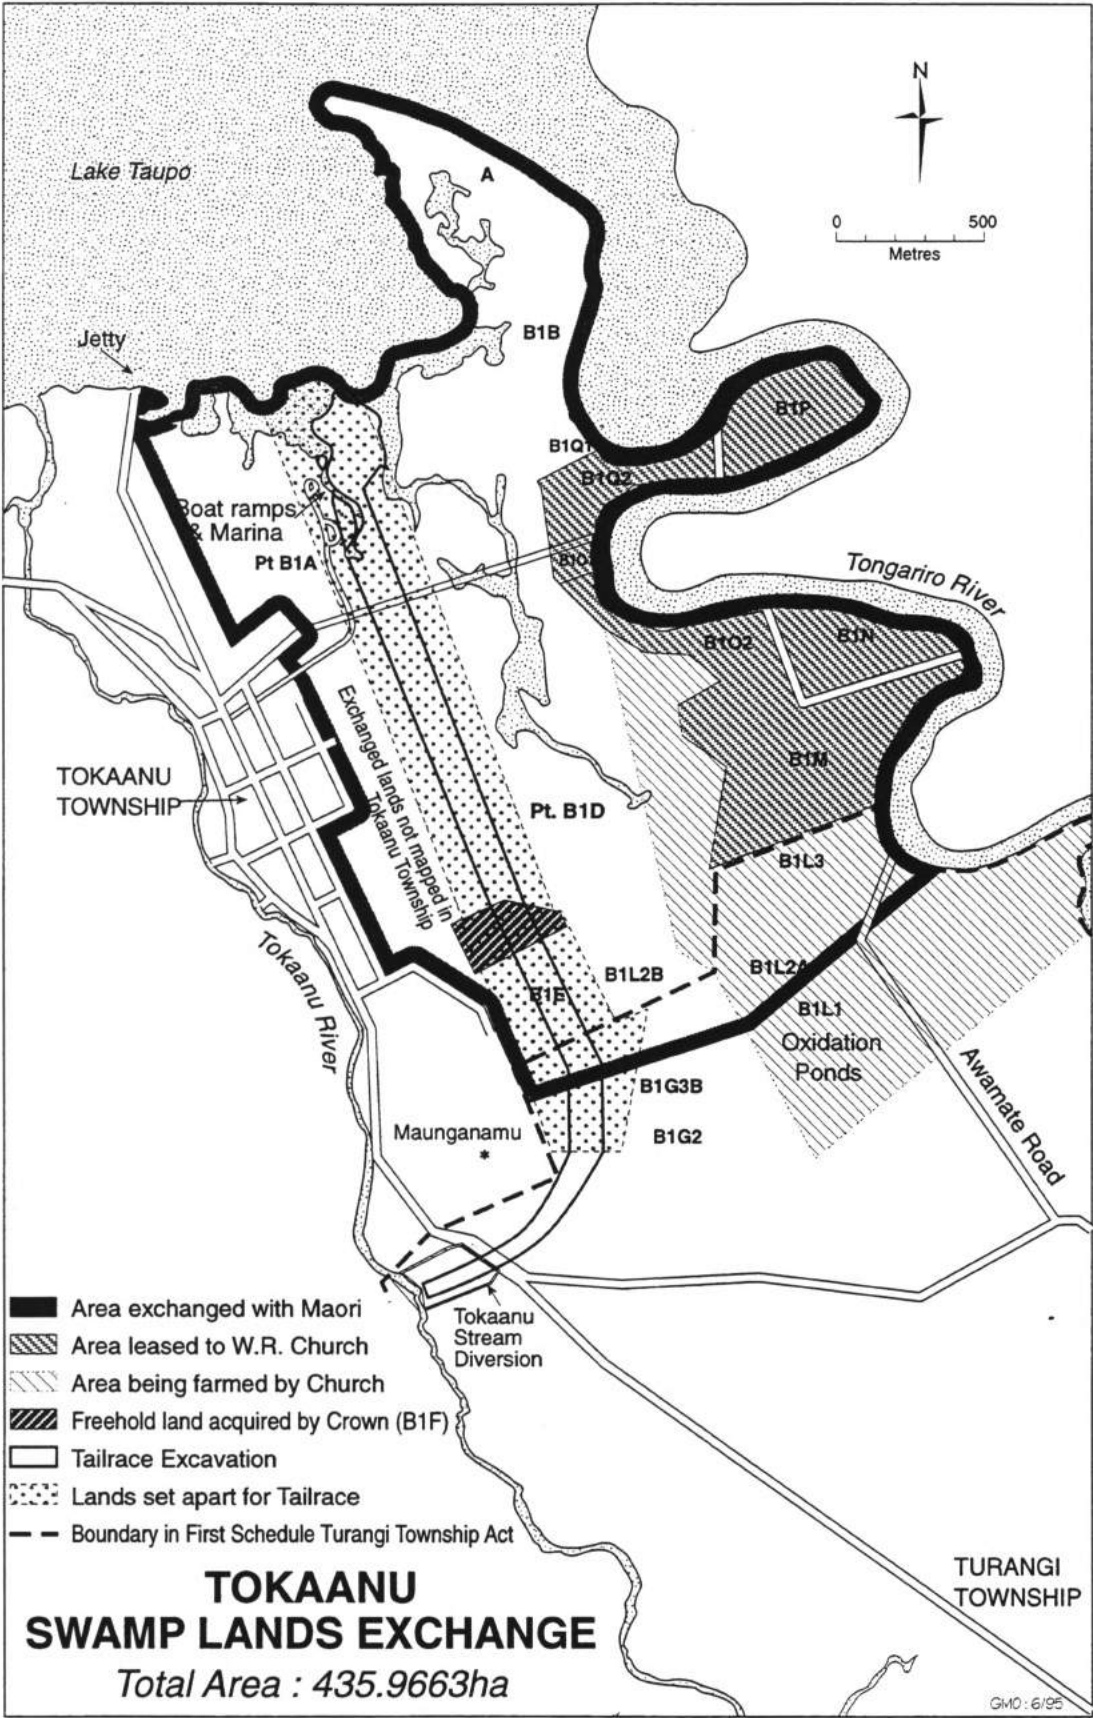 N
Lake Taupo
A
0 500
Metres
B1B
Jetty
B1P
B1Q1
B1Q2
Boat ramps
& Marina
Pt B1A
Tongariro River
B1O2
B1N
Exchanged lands not mapped in
Tokaanu Township
TOKAANU
TOWNSHIP
B1M
Pt. B1D
B1L3
Tokaanu River
B1L2B
B1L2A
B1E
B1L1
Oxidation
Ponds
Awamate Road
B1G3B
B1G2
Maunganamu
*
Tokaanu
Stream
Diversion
Area exchanged with Maori
Area leased to W.R. Church
Area being farmed by Church
Freehold land acquired by Crown (B1F)
Tailrace Excavation
Lands set apart for Tailrace
Boundary in First Schedule Turangi Township Act
TURANGI
TOWNSHIP
TOKAANU
SWAMP LANDS EXCHANGE
Total Area : 435.9663ha
GMO : 6/95